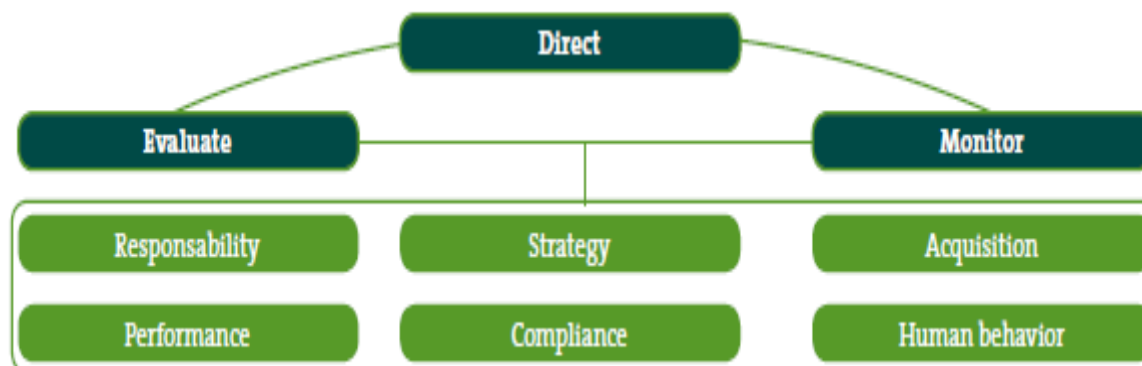 Direct
Evaluate
Monitor
Responsability
Strategy
Acquisition
Performance
Compliance
Human behavior